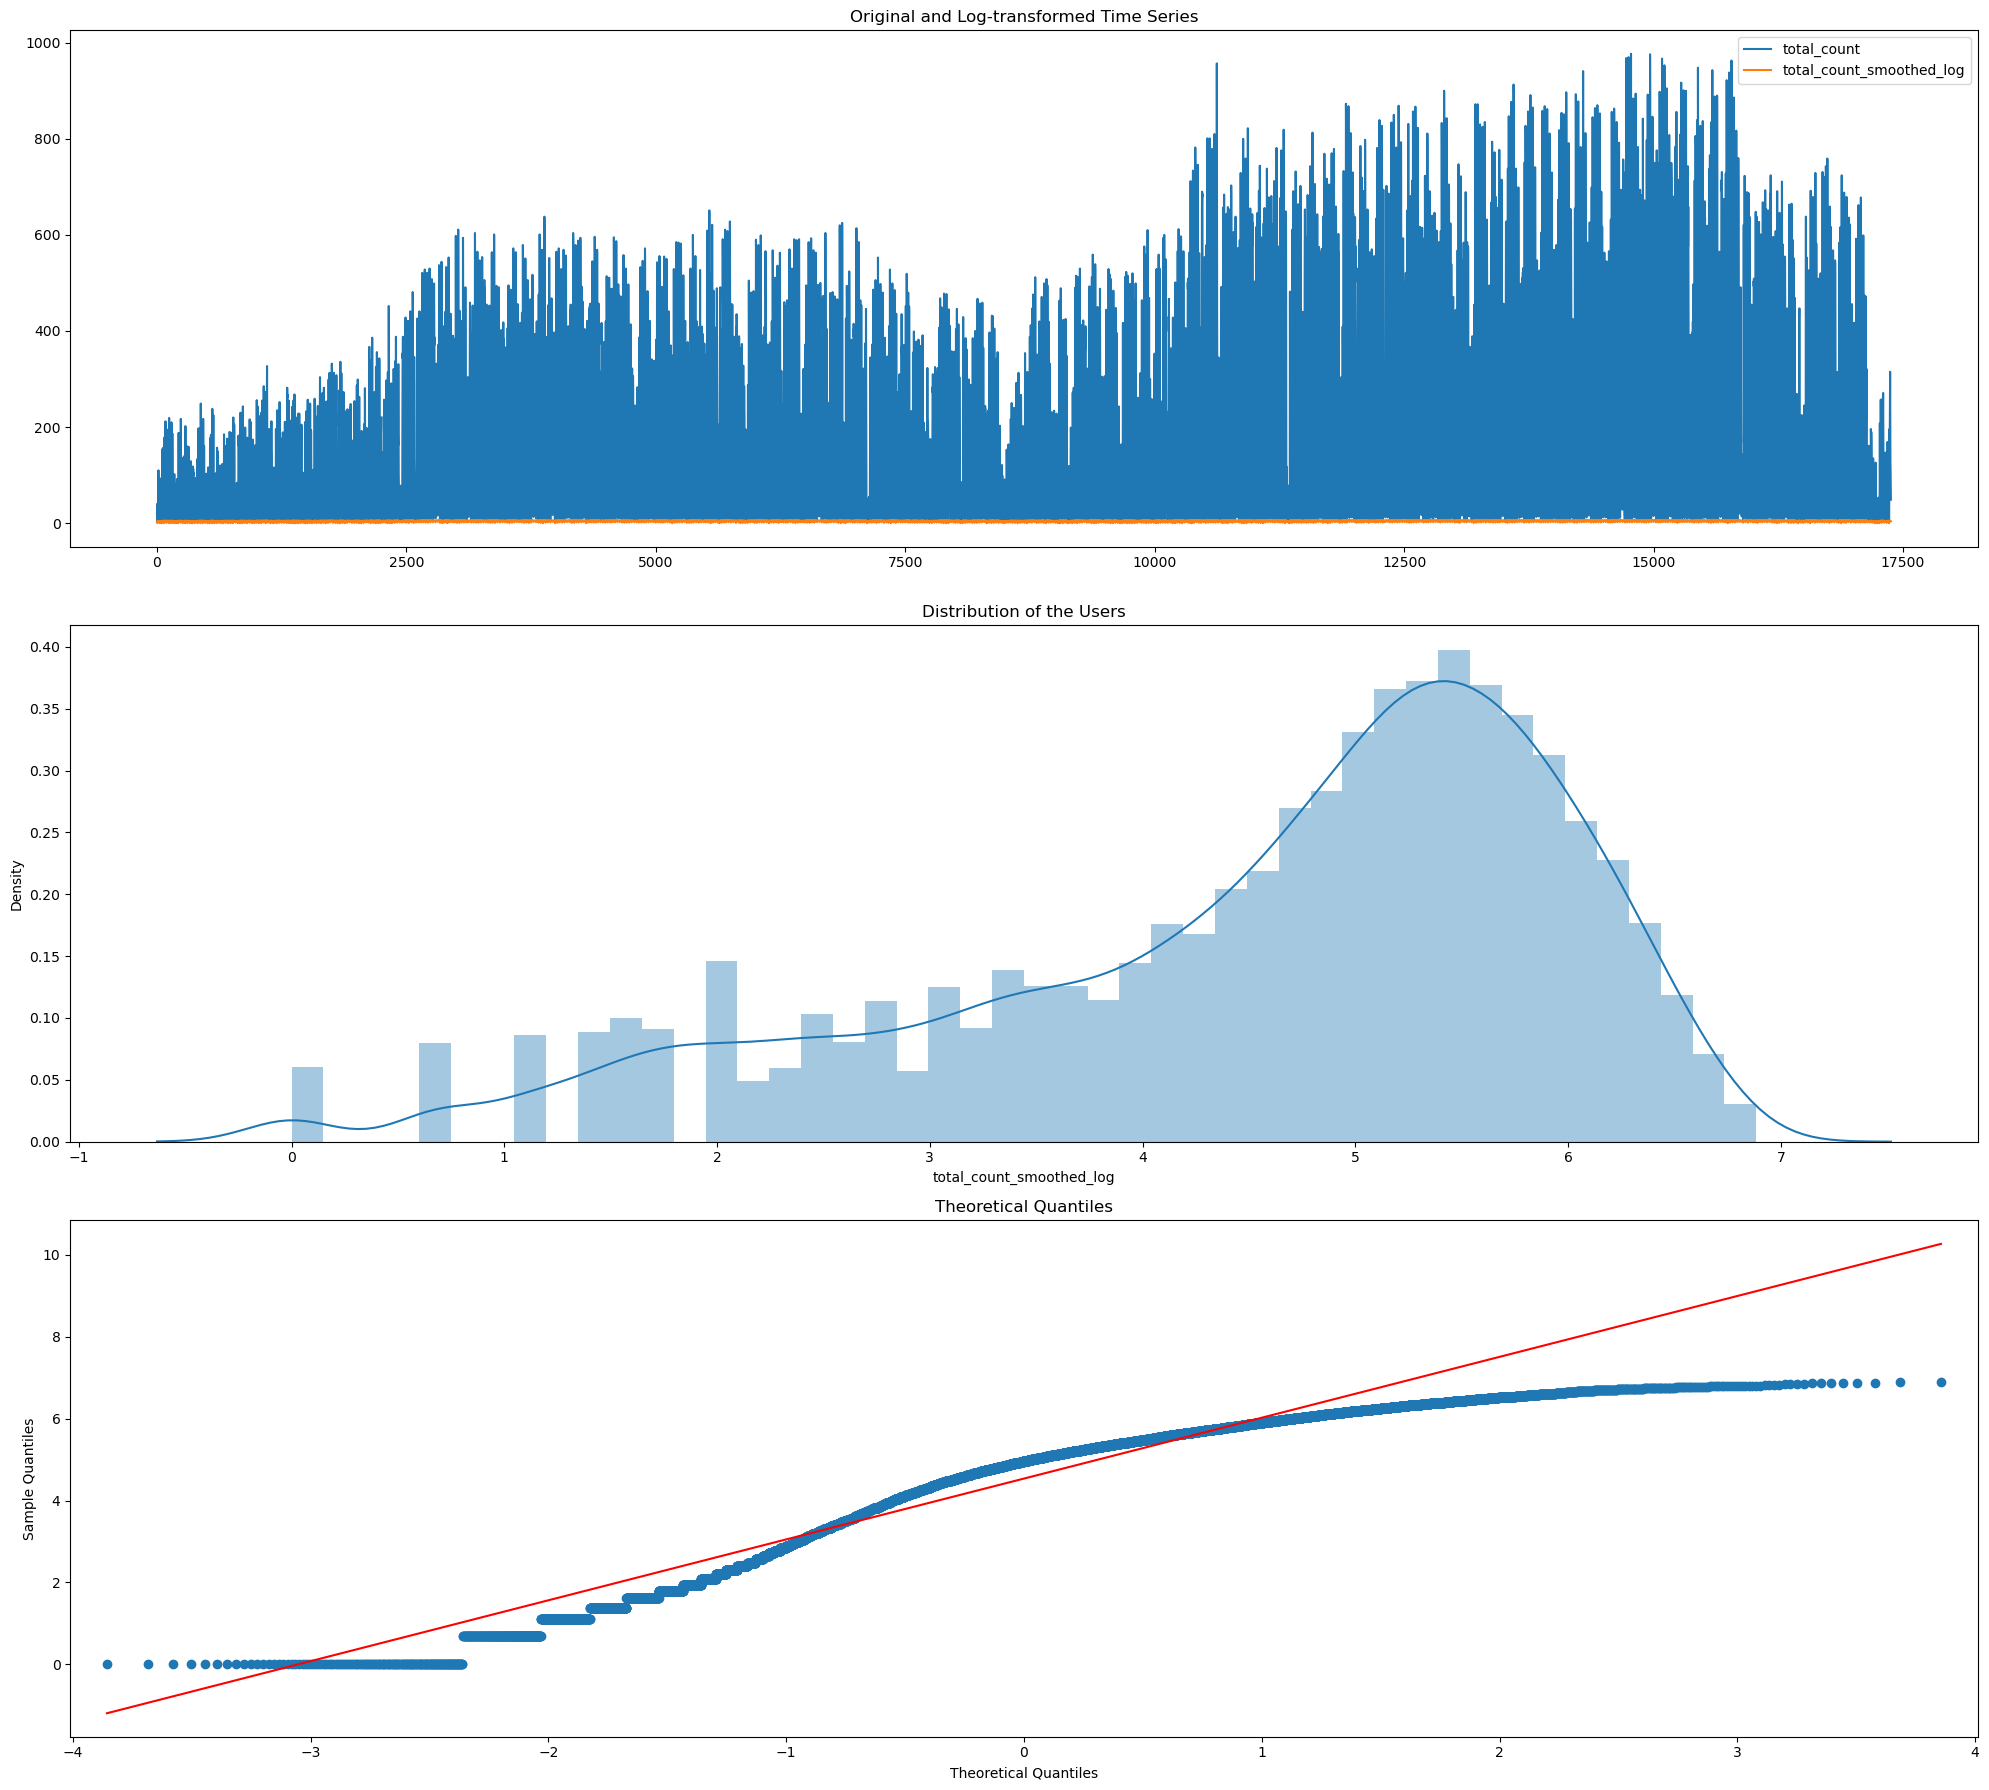 Original and Log-transformed Time Series
1000
800
600
400
200
0
total_count
total_count_smoothed_log
0 2500 5000 7500 10000 12500 15000 17500
Distribution of the Users
0.40
0.35
0.30
0.25
0.20
0.15
0.10
0.05
0.00
Density
−1 0 1 2 3 4 5 6 7
total_count_smoothed_log
Theoretical Quantiles
10
8
6
4
2
0
Sample Quantiles
−4 −3 −2 −1 0 1 2 3 4
Theoretical Quantiles